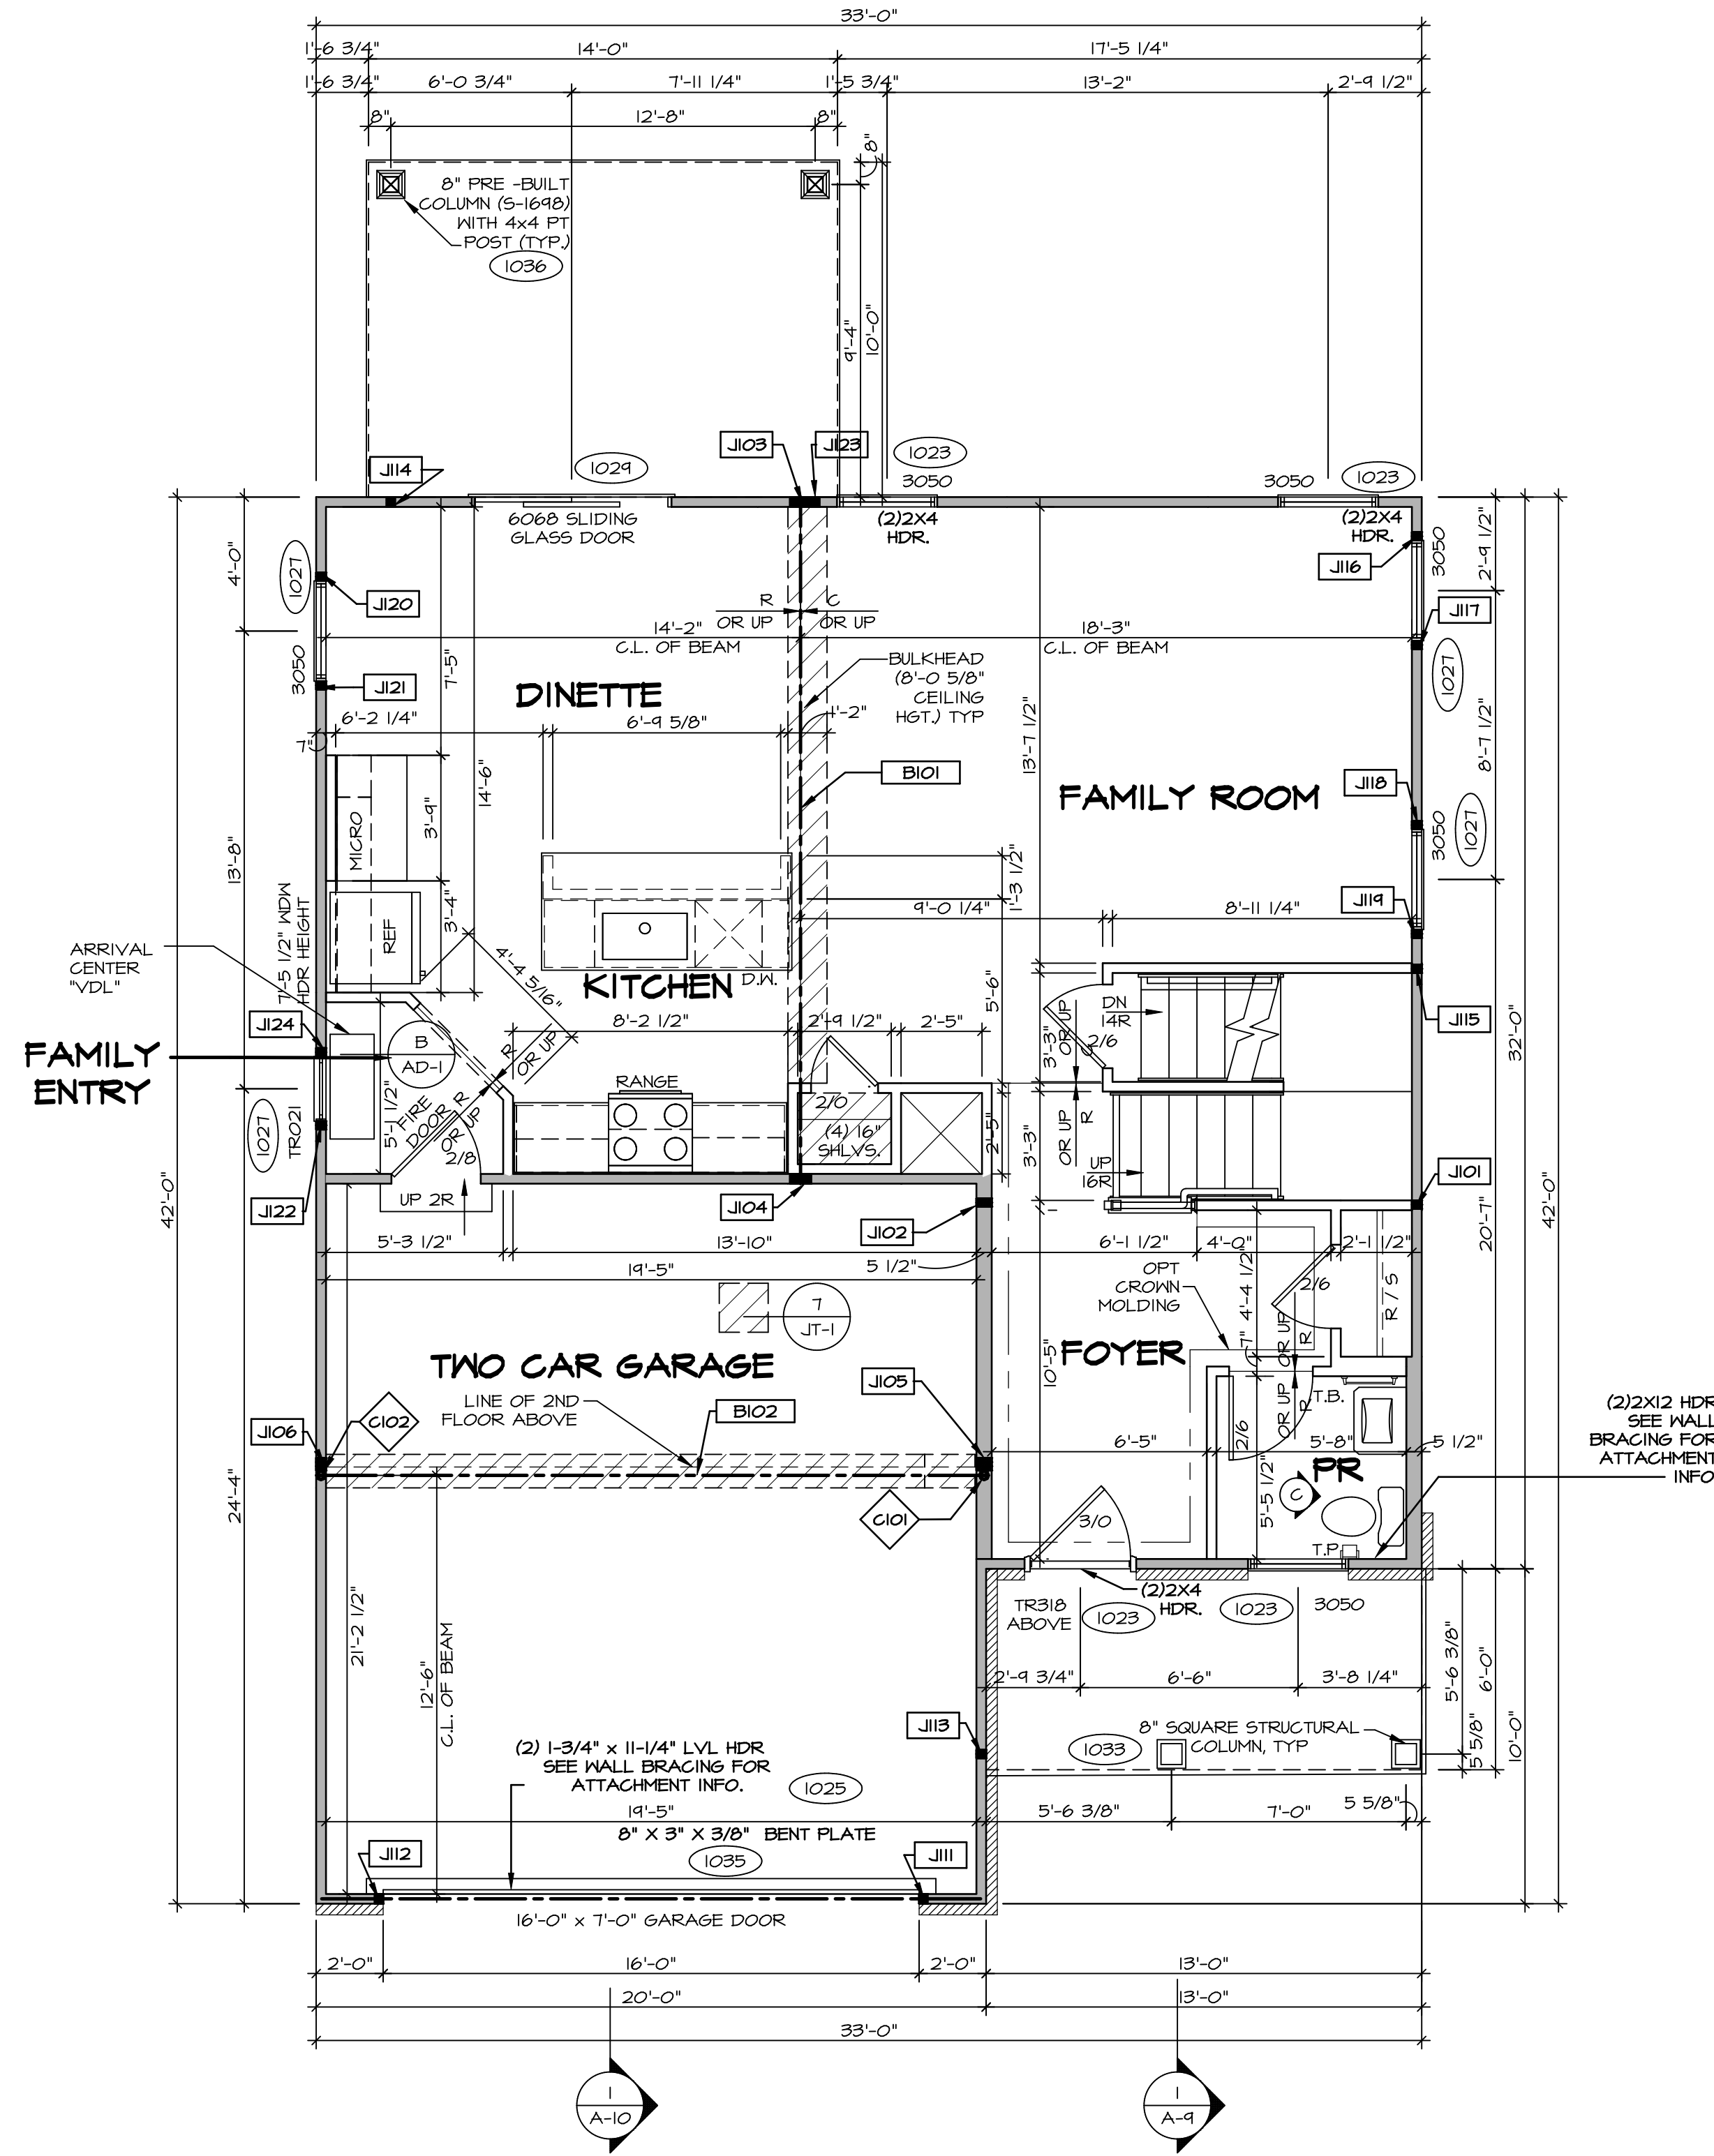 33'-0"
1'-6 3/4"
14'-0"
17'-5 1/4"
1'-6 3/4"
6'-0 3/4"
7'-11 1/4"
1'-5 3/4"
13'-2"
2'-9 1/2"
8"
12'-8"
8"
8"
8" PRE -BUILT
COLUMN (S-1698)
WITH 4x4 PT
POST (TYP.)
1036
9'-4"
10'-0"
J103
J123
1023
J114
1029
3050
3050
1023
6068 SLIDING
GLASS DOOR
(2)2X4
HDR.
(2)2X4
HDR.
J116
3050
2'-9 1/2"
4'-0"
1027
J120
R
OR UP
C
OR UP
J117
14'-2"
C.L. OF BEAM
18'-3"
C.L. OF BEAM
3050
J121
7'-5"
DINETTE
BULKHEAD
(8'-0 5/8"
CEILING
HGT.) TYP
1027
6'-2 1/4"
6'-9 5/8"
1'-2"
7"
14'-6"
13'-7 1/2"
8'-7 1/2"
B101
J118
FAMILY ROOM
MICRO
3'-9"
3050
1027
13'-8"
1'-3 1/2"
J119
9'-0 1/4"
8'-11 1/4"
3'-4"
REF
7'-5 1/2" WDW
HDR HEIGHT
ARRIVAL
CENTER
"VDL"
4'-4 5/16"
KITCHEN
D.W.
5'-6"
DN
14R
J124
8'-2 1/2"
2'-9 1/2"
2'-5"
J115
32'-0"
FAMILY
ENTRY
B
AD-1
R
OR UP
3'-3"
OR UP
C
2/6
RANGE
2/0
(4) 16"
SHLVS.
2'-5"
1027
TR021
5'-1 1/2"
FIRE
DOOR
R
OR UP
2/8
OR UP
R
3'-3"
UP
16R
J101
J122
UP 2R
J104
J102
42'-0"
42'-0"
20'-7"
5'-3 1/2"
13'-10"
6'-1 1/2"
4'-0"
2'-1 1/2"
19'-5"
5 1/2"
OPT
CROWN
MOLDING
4'-4 1/2"
2/6
R / S
7
JT-1
TWO CAR GARAGE
FOYER
10'-5"
7"
OR UP
R
J105
LINE OF 2ND
FLOOR ABOVE
B102
C102
J106
OR UP
R
T.B.
(2)2X12 HDR
SEE WALL
BRACING FOR
ATTACHMENT
INFO
6'-5"
2/6
5'-8"
5 1/2"
PR
C
C101
3/0
5'-5 1/2"
T.P.
24'-4"
21'-2 1/2"
12'-6"
C.L. OF BEAM
(2)2X4
HDR.
TR318
ABOVE
1023
1023
3050
2'-9 3/4"
6'-6"
3'-8 1/4"
5'-6 3/8"
6'-0"
J113
1033
8" SQUARE STRUCTURAL
COLUMN, TYP
5 5/8"
10'-0"
(2) 1-3/4" x 11-1/4" LVL HDR
SEE WALL BRACING FOR
ATTACHMENT INFO.
1025
19'-5"
5'-6 3/8"
7'-0"
5 5/8"
8" X 3" X 3/8" BENT PLATE
1035
J112
J111
16'-0" x 7'-0" GARAGE DOOR
2'-0"
16'-0"
2'-0"
13'-0"
20'-0"
13'-0"
33'-0"
1
A-10
1
A-9